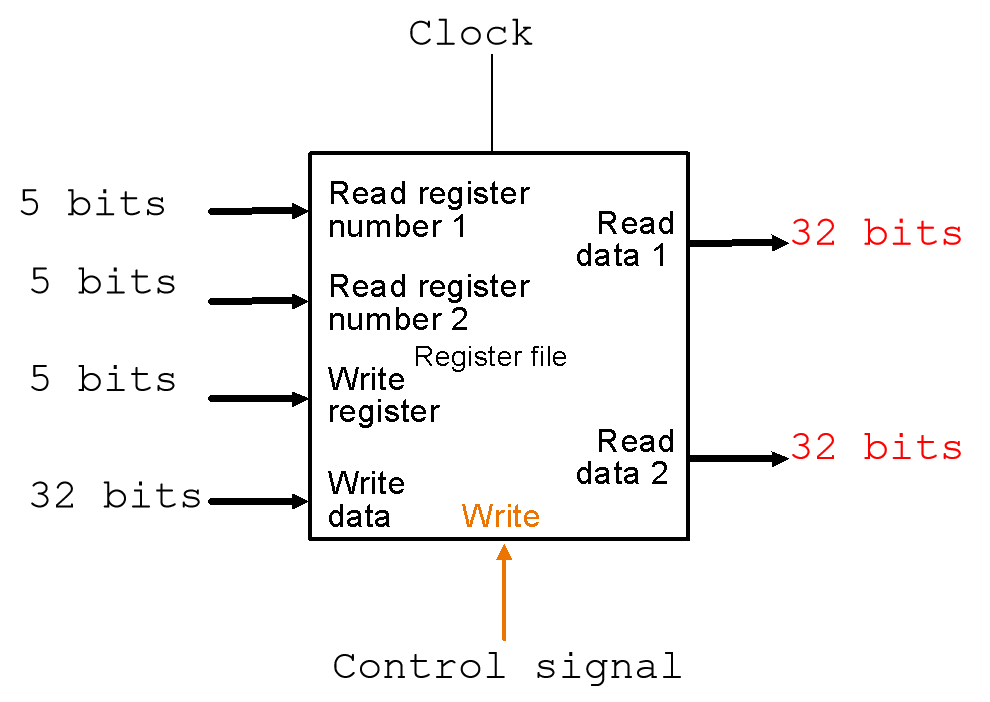 Clock
5 bits
Read register
number 1
Read
data 1
32 bits
5 bits
Read register
number 2
Register file
5 bits
Write
register
Read
data 2
32 bits
32 bits
Write
data
Write
Control signal